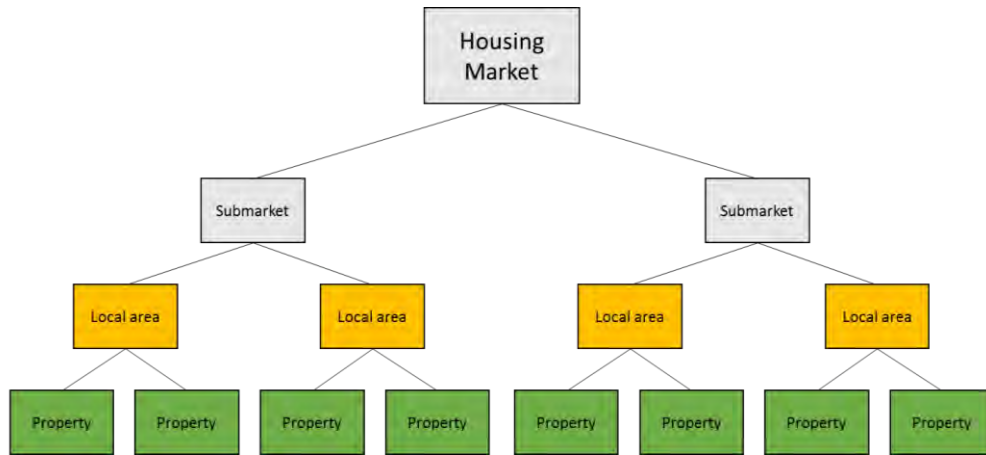 Housing
Market
Submarket
Submarket
Local area
Local area
Local area
Local area
Property
Property
Property
Property
Property
Property
Property
Property